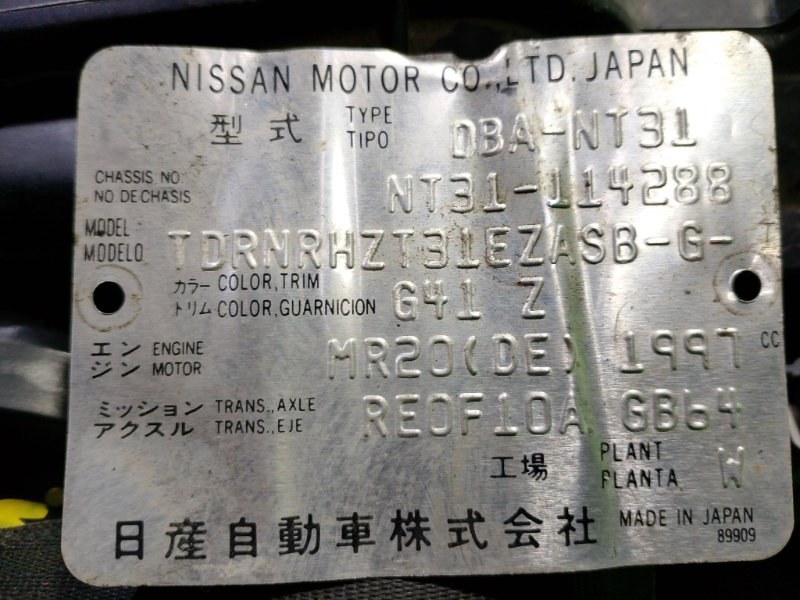 NISSAN MOTOR CO.,LTD. JAPAN
型式 TYPE TIPO DBA-NT31
CHASSIS NO. NO DE CHASIS NT31-114288
MODEL MODELO TDRNRHZT31EZASB-G-
カラー COLOR,TRIM
トリム COLOR,GUARNICION G41 Z
エン ENGINE
ジン MOTOR MR20(DE) 1997 CC
ミッション TRANS.,AXLE
アクスル TRANS.,EJE RE0F10A GB64
工場 PLANT PLANTA W
日産自動車株式会社 MADE IN JAPAN
89909